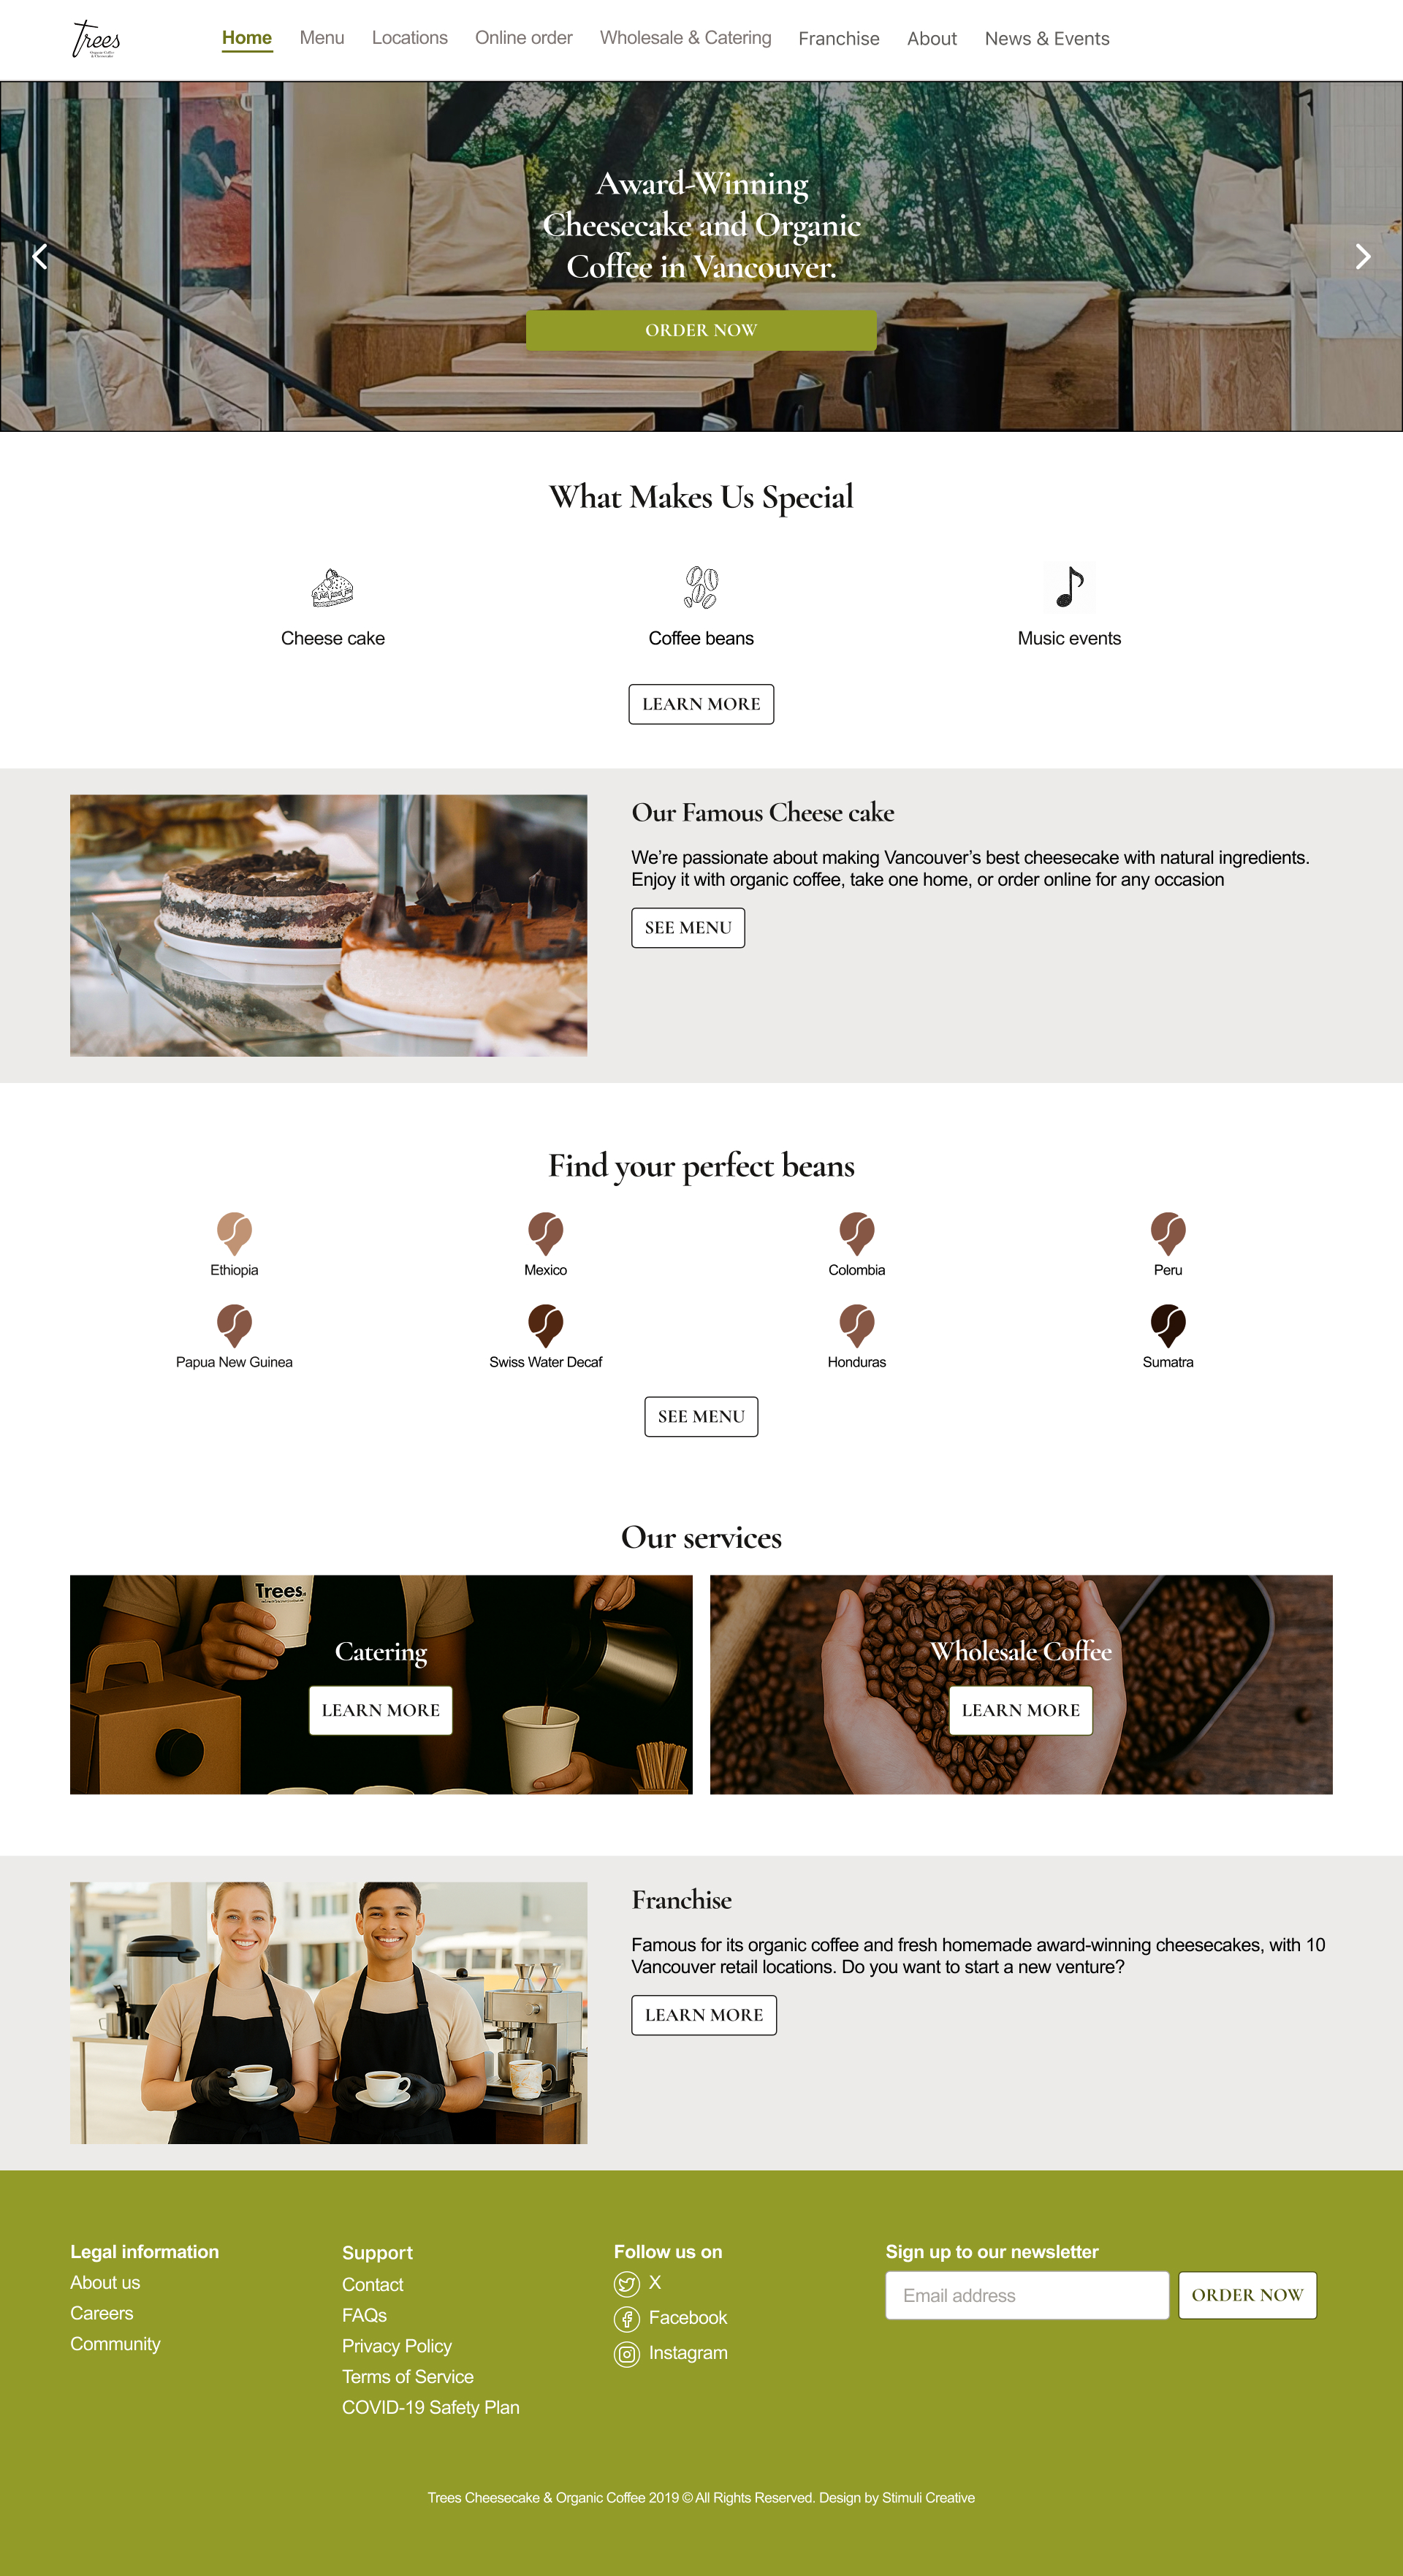 Trees
Organic Coffee
& Cheesecake
Home Menu Locations Online order Wholesale & Catering Franchise About News & Events
Award-Winning
Cheesecake and Organic
Coffee in Vancouver.
ORDER NOW
What Makes Us Special
Cheese cake Coffee beans Music events
LEARN MORE
Our Famous Cheese cake
We’re passionate about making Vancouver’s best cheesecake with natural ingredients.
Enjoy it with organic coffee, take one home, or order online for any occasion
SEE MENU
Find your perfect beans
Ethiopia Mexico Colombia Peru
Papua New Guinea Swiss Water Decaf Honduras Sumatra
SEE MENU
Our services
Trees
Catering
LEARN MORE
Wholesale Coffee
LEARN MORE
Franchise
Famous for its organic coffee and fresh homemade award-winning cheesecakes, with 10
Vancouver retail locations. Do you want to start a new venture?
LEARN MORE
Legal information
About us
Careers
Community
Support
Contact
FAQs
Privacy Policy
Terms of Service
COVID-19 Safety Plan
Follow us on
X
Facebook
Instagram
Sign up to our newsletter
Email address
ORDER NOW
Trees Cheesecake & Organic Coffee 2019 © All Rights Reserved. Design by Stimuli Creative